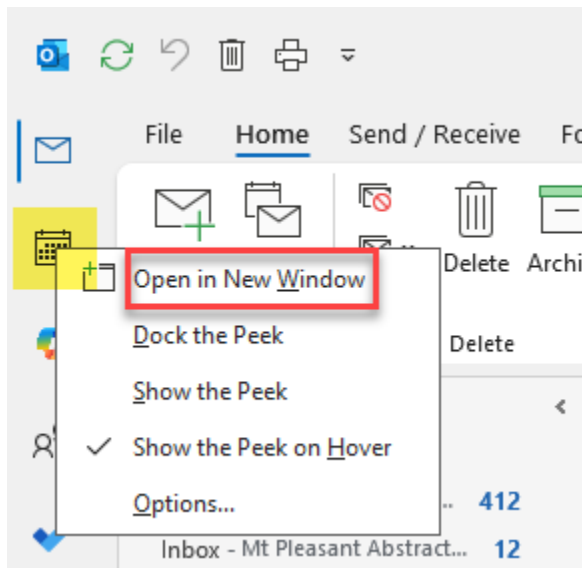 File Home Send / Receive Fo
Delete Archi
Open in New Window
Dock the Peek
Delete
Show the Peek
Show the Peek on Hover
Options...
.. 412
Inbox - Mt Pleasant Abstract... 12